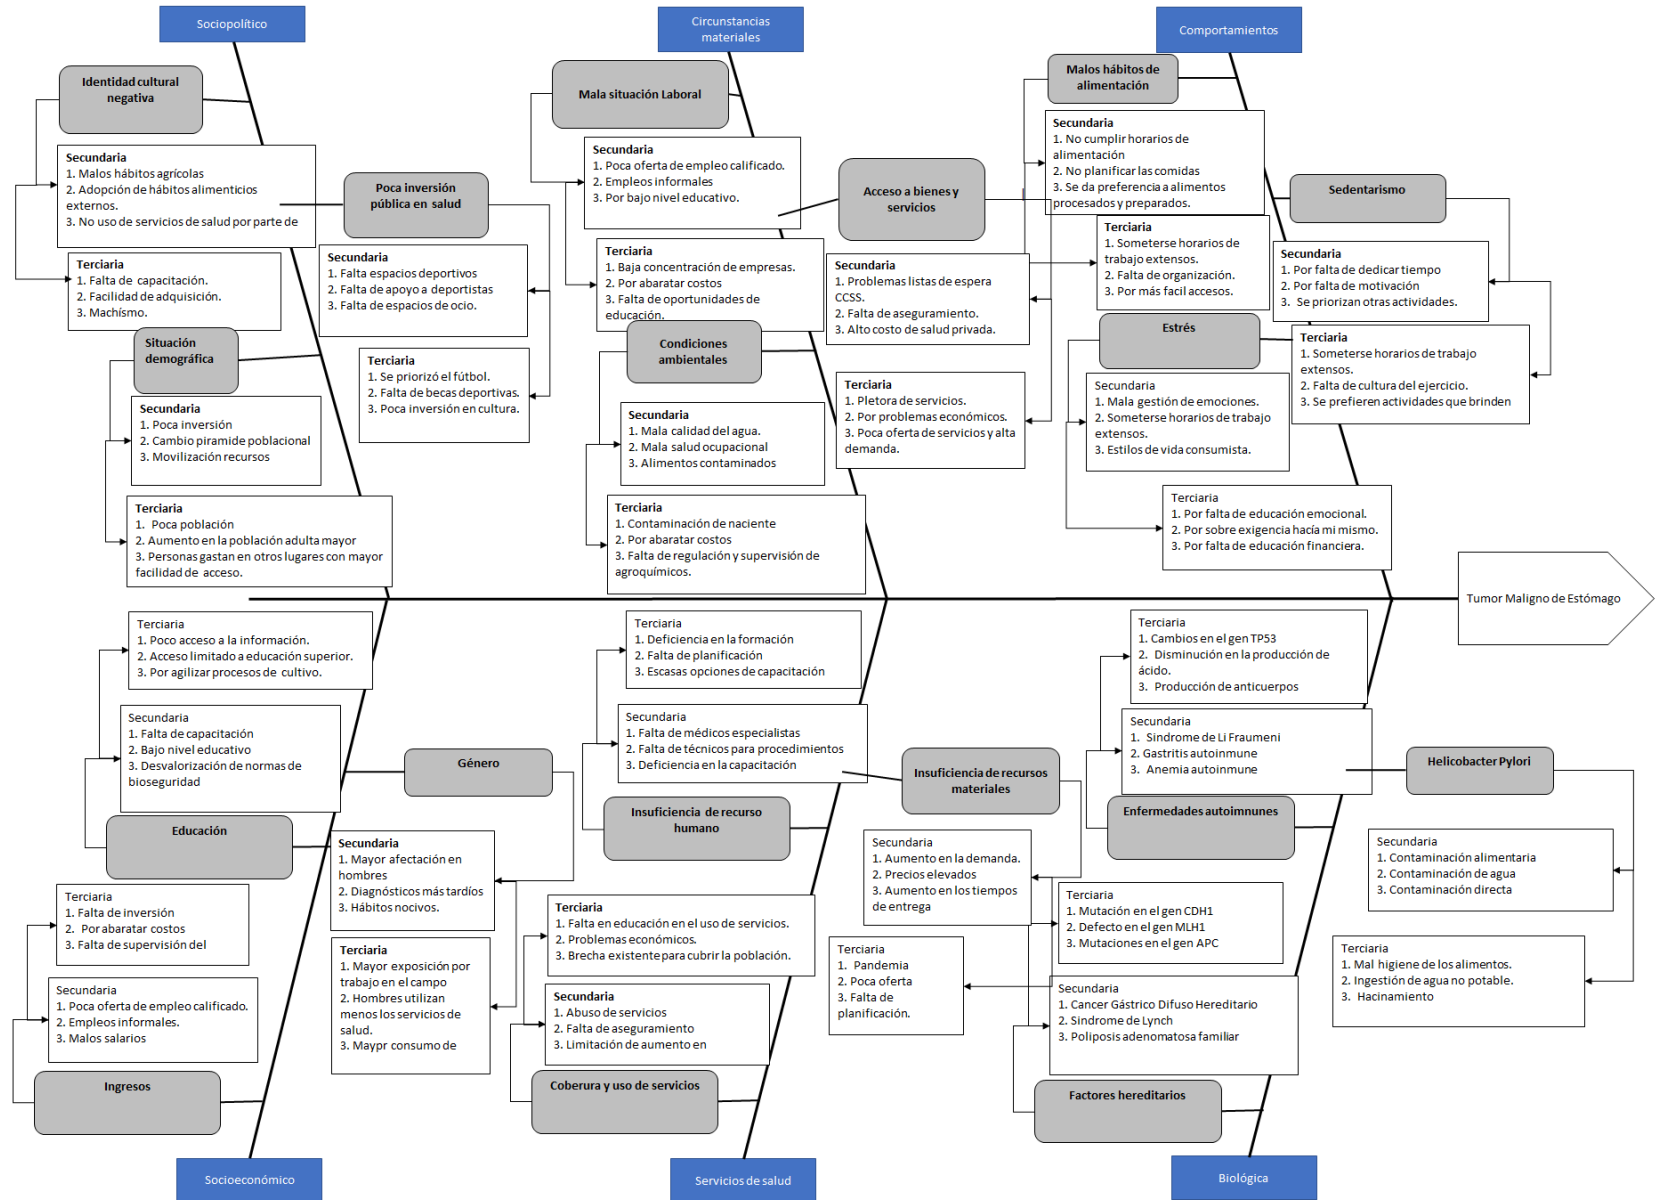 Sociopolítico
Identidad cultural
negativa
Secundaria
1. Malos hábitos agrícolas
2. Adopción de hábitos alimenticios
externos.
3. No uso de servicios de salud por parte de
Terciaria
1. Falta de capacitación.
2. Facilidad de adquisición.
3. Machísmo.
Poca inversión
pública en salud
Secundaria
1. Falta espacios deportivos
2. Falta de apoyo a deportistas
3. Falta de espacios de ocio.
Terciaria
1. Se priorizó el fútbol.
2. Falta de becas deportivas.
3. Poca inversión en cultura.
Situación
demográfica
Secundaria
1. Poca inversión
2. Cambio piramide poblacional
3. Movilización recursos
Terciaria
1. Poca población
2. Aumento en la población adulta mayor
3. Personas gastan en otros lugares con mayor
facilidad de acceso.
Circunstancias
materiales
Mala situación Laboral
Secundaria
1. Poca oferta de empleo calificado.
2. Empleos informales
3. Por bajo nivel educativo.
Terciaria
1. Baja concentración de empresas.
2. Por abaratar costos
3. Falta de oportunidades de
educación.
Acceso a bienes y
servicios
Secundaria
1. Problemas listas de espera
CCSS.
2. Falta de aseguramiento.
3. Alto costo de salud privada.
Terciaria
1. Pletora de servicios.
2. Por problemas económicos.
3. Poca oferta de servicios y alta
demanda.
Condiciones
ambientales
Secundaria
1. Mala calidad del agua.
2. Mala salud ocupacional
3. Alimentos contaminados
Terciaria
1. Contaminación de naciente
2. Por abaratar costos
3. Falta de regulación y supervisión de
agroquímicos.
Comportamientos
Malos hábitos de
alimentación
Secundaria
1. No cumplir horarios de
alimentación
2. No planificar las comidas
3. Se da preferencia a alimentos
procesados y preparados.
Terciaria
1. Someterse horarios de
trabajo extensos.
2. Falta de organización.
3. Por más facil accesos.
Sedentarismo
Secundaria
1. Por falta de dedicar tiempo
2. Por falta de motivación
3. Se priorizan otras actividades.
Terciaria
1. Someterse horarios de trabajo
extensos.
2. Falta de cultura del ejercicio.
3. Se prefieren actividades que brinden
Estrés
Secundaria
1. Mala gestión de emociones.
2. Someterse horarios de trabajo
extensos.
3. Estilos de vida consumista.
Terciaria
1. Por falta de educación emocional.
2. Por sobre exigencia hacía mi mismo.
3. Por falta de educación financiera.
Tumor Maligno de Estómago
Terciaria
1. Poco acceso a la información.
2. Acceso limitado a educación superior.
3. Por agilizar procesos de cultivo.
Secundaria
1. Falta de capacitación
2. Bajo nivel educativo
3. Desvalorización de normas de
bioseguridad
Educación
Género
Secundaria
1. Mayor afectación en
hombres
2. Diagnósticos más tardíos
3. Hábitos nocivos.
Terciaria
1. Mayor exposición por
trabajo en el campo
2. Hombres utilizan
menos los servicios de
salud.
3. Maypr consumo de
Terciaria
1. Falta de inversión
2. Por abaratar costos
3. Falta de supervisión del
Secundaria
1. Poca oferta de empleo calificado.
2. Empleos informales.
3. Malos salarios
Ingresos
Socioeconómico
Terciaria
1. Deficiencia en la formación
2. Falta de planificación
3. Escasas opciones de capacitación
Secundaria
1. Falta de médicos especialistas
2. Falta de técnicos para procedimientos
3. Deficiencia en la capacitación
Insuficiencia de recurso
humano
Insuficiencia de recursos
materiales
Secundaria
1. Aumento en la demanda.
2. Precios elevados
3. Aumento en los tiempos
de entrega
Terciaria
1. Pandemia
2. Poca oferta
3. Falta de
planificación.
Terciaria
1. Falta en educación en el uso de servicios.
2. Problemas económicos.
3. Brecha existente para cubrir la población.
Secundaria
1. Abuso de servicios
2. Falta de aseguramiento
3. Limitación de aumento en
Coberura y uso de servicios
Servicios de salud
Terciaria
1. Cambios en el gen TP53
2. Disminución en la producción de
ácido.
3. Producción de anticuerpos
Secundaria
1. Sindrome de Li Fraumeni
2. Gastritis autoinmune
3. Anemia autoinmune
Enfermedades autoimnunes
Helicobacter Pylori
Secundaria
1. Contaminación alimentaria
2. Contaminación de agua
3. Contaminación directa
Terciaria
1. Mal higiene de los alimentos.
2. Ingestión de agua no potable.
3. Hacinamiento
Terciaria
1. Mutación en el gen CDH1
2. Defecto en el gen MLH1
3. Mutaciones en el gen APC
Secundaria
1. Cancer Gástrico Difuso Hereditario
2. Sindrome de Lynch
3. Poliposis adenomatosa familiar
Factores hereditarios
Biológica